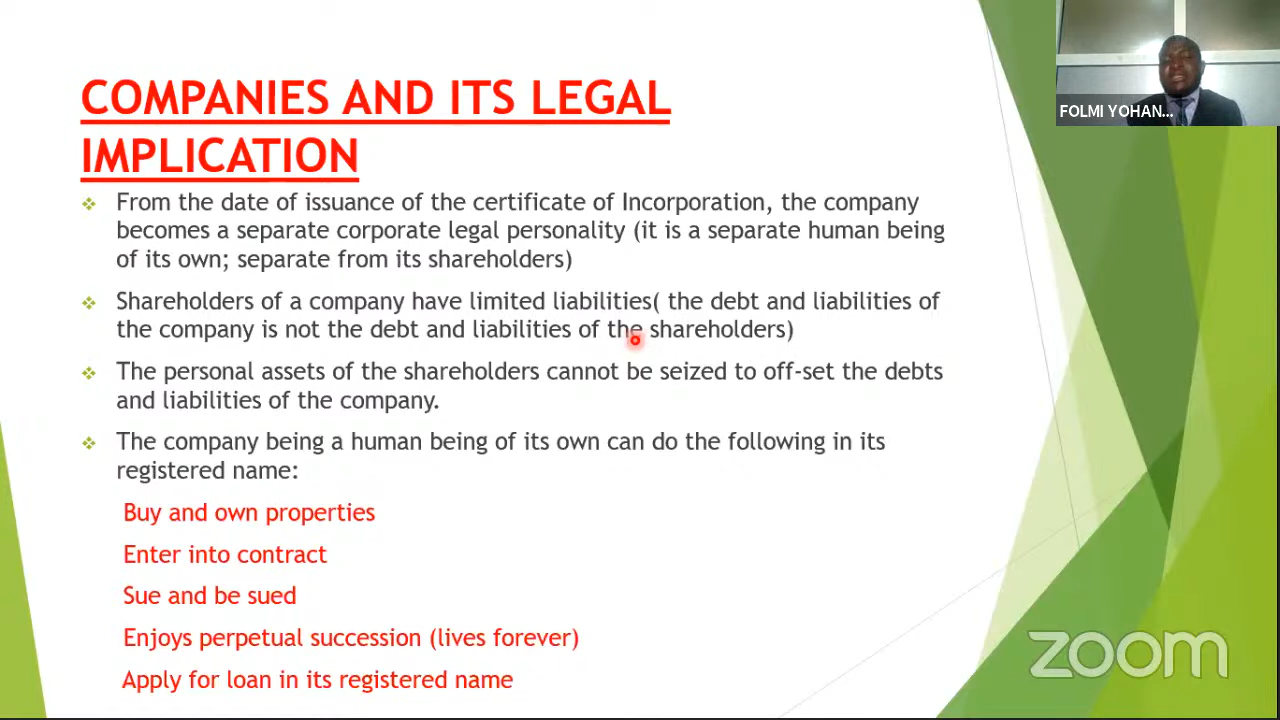 COMPANIES AND ITS LEGAL
IMPLICATION
From the date of issuance of the certificate of Incorporation, the company
becomes a separate corporate legal personality (it is a separate human being
of its own; separate from its shareholders)
Shareholders of a company have limited liabilities( the debt and liabilities of
the company is not the debt and liabilities of the shareholders)
The personal assets of the shareholders cannot be seized to off-set the debts
and liabilities of the company.
The company being a human being of its own can do the following in its
registered name:
Buy and own properties
Enter into contract
Sue and be sued
Enjoys perpetual succession (lives forever)
Apply for loan in its registered name
FOLMI YOHAN...
zoom